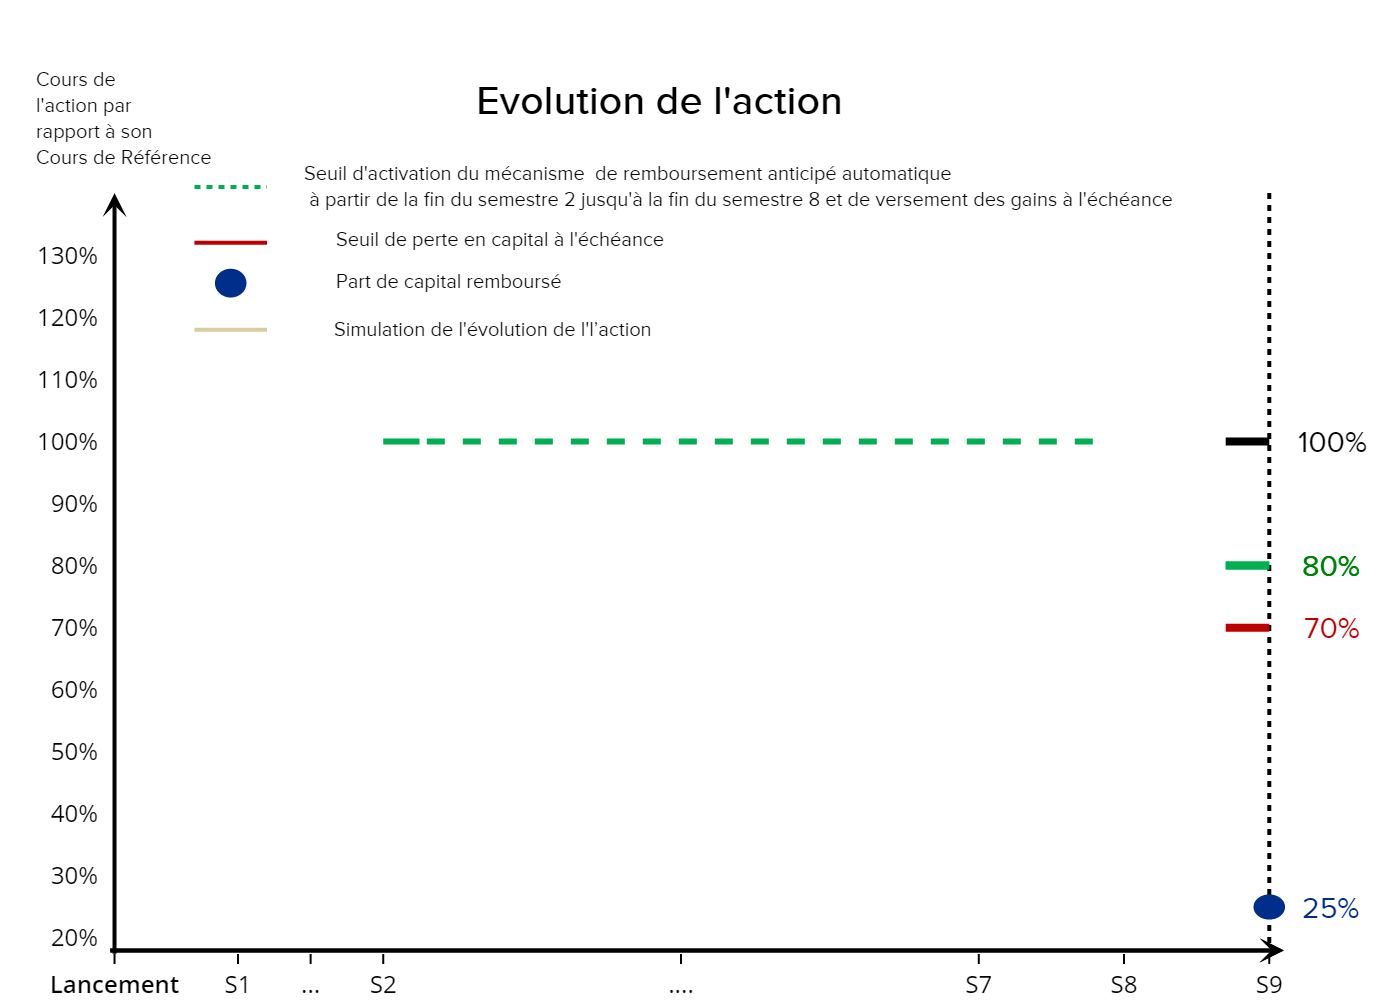 Cours de
l'action par
rapport à son
Cours de Référence
Evolution de l'action
Seuil d'activation du mécanisme  de remboursement anticipé automatique
à partir de la fin du semestre 2 jusqu'à la fin du semestre 8 et de versement des gains à l'échéance
Seuil de perte en capital à l'échéance
Part de capital remboursé
Simulation de l'évolution de l'l’action
130%
120%
110%
100%
100%
90%
80%
80%
70%
70%
60%
50%
40%
30%
25%
20%
Lancement S1 ... S2 .... S7 S8 S9